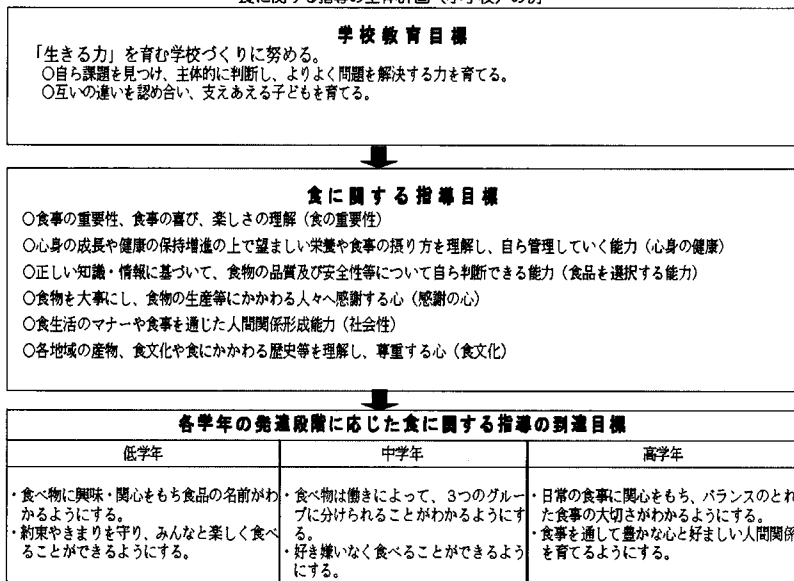 食に関する指導の全体計画（小学校）の例
学校教育目標
「生きる力」を育む学校づくりに努める。
○自ら課題を見つけ、主体的に判断し、よりよく問題を解決する力を育てる。
○互いの違いを認め合い、支えあえる子どもを育てる。
食に関する指導目標
○食事の重要性、食事の喜び、楽しさの理解（食の重要性）
○心身の成長や健康の保持増進の上で望ましい栄養や食事の摂り方を理解し、自ら管理していく能力（心身の健康）
○正しい知識・情報に基づいて、食物の品質及び安全性等について自ら判断できる能力（食品を選択する能力）
○食物を大事にし、食物の生産等にかかわる人々へ感謝する心（感謝の心）
○食生活のマナーや食事を通じた人間関係形成能力（社会性）
○各地域の産物、食文化や食にかかわる歴史等を理解し、尊重する心（食文化）
各学年の発達段階に応じた食に関する指導の到達目標
低学年
・食べ物に興味・関心をもち食品の名前がわ
かるようにする。
・約束やきまりを守り、みんなと楽しく食べ
ることができるようにする。
中学年
・食べ物は働きによって、３つのグルー
プに分けられることがわかるようにす
る。
・好き嫌いなく食べることができるよう
にする。
高学年
・日常の食事に関心をもち、バランスのとれ
た食事の大切さがわかるようにする。
・食事を通して豊かな心と好ましい人間関係
を育てるようにする。